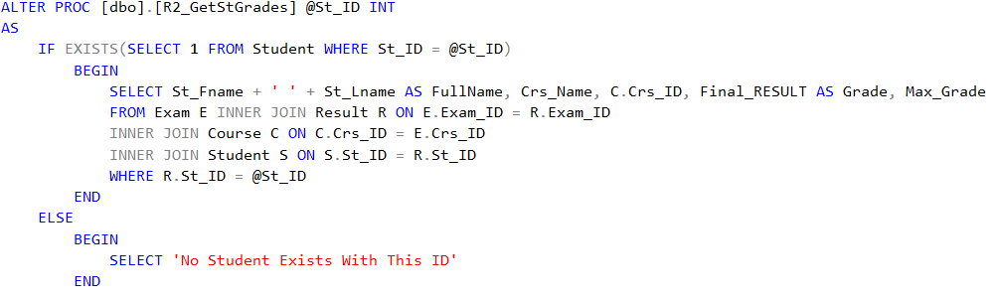 ALTER PROC [dbo].[R2_GetStGrades] @St_ID INT
AS
    IF EXISTS(SELECT 1 FROM Student WHERE St_ID = @St_ID)
        BEGIN
            SELECT St_Fname + ' ' + St_Lname AS FullName, Crs_Name, C.Crs_ID, Final_RESULT AS Grade, Max_Grade
            FROM Exam E INNER JOIN Result R ON E.Exam_ID = R.Exam_ID
            INNER JOIN Course C ON C.Crs_ID = E.Crs_ID
            INNER JOIN Student S ON S.St_ID = R.St_ID
            WHERE R.St_ID = @St_ID
        END
    ELSE
        BEGIN
            SELECT 'No Student Exists With This ID'
        END